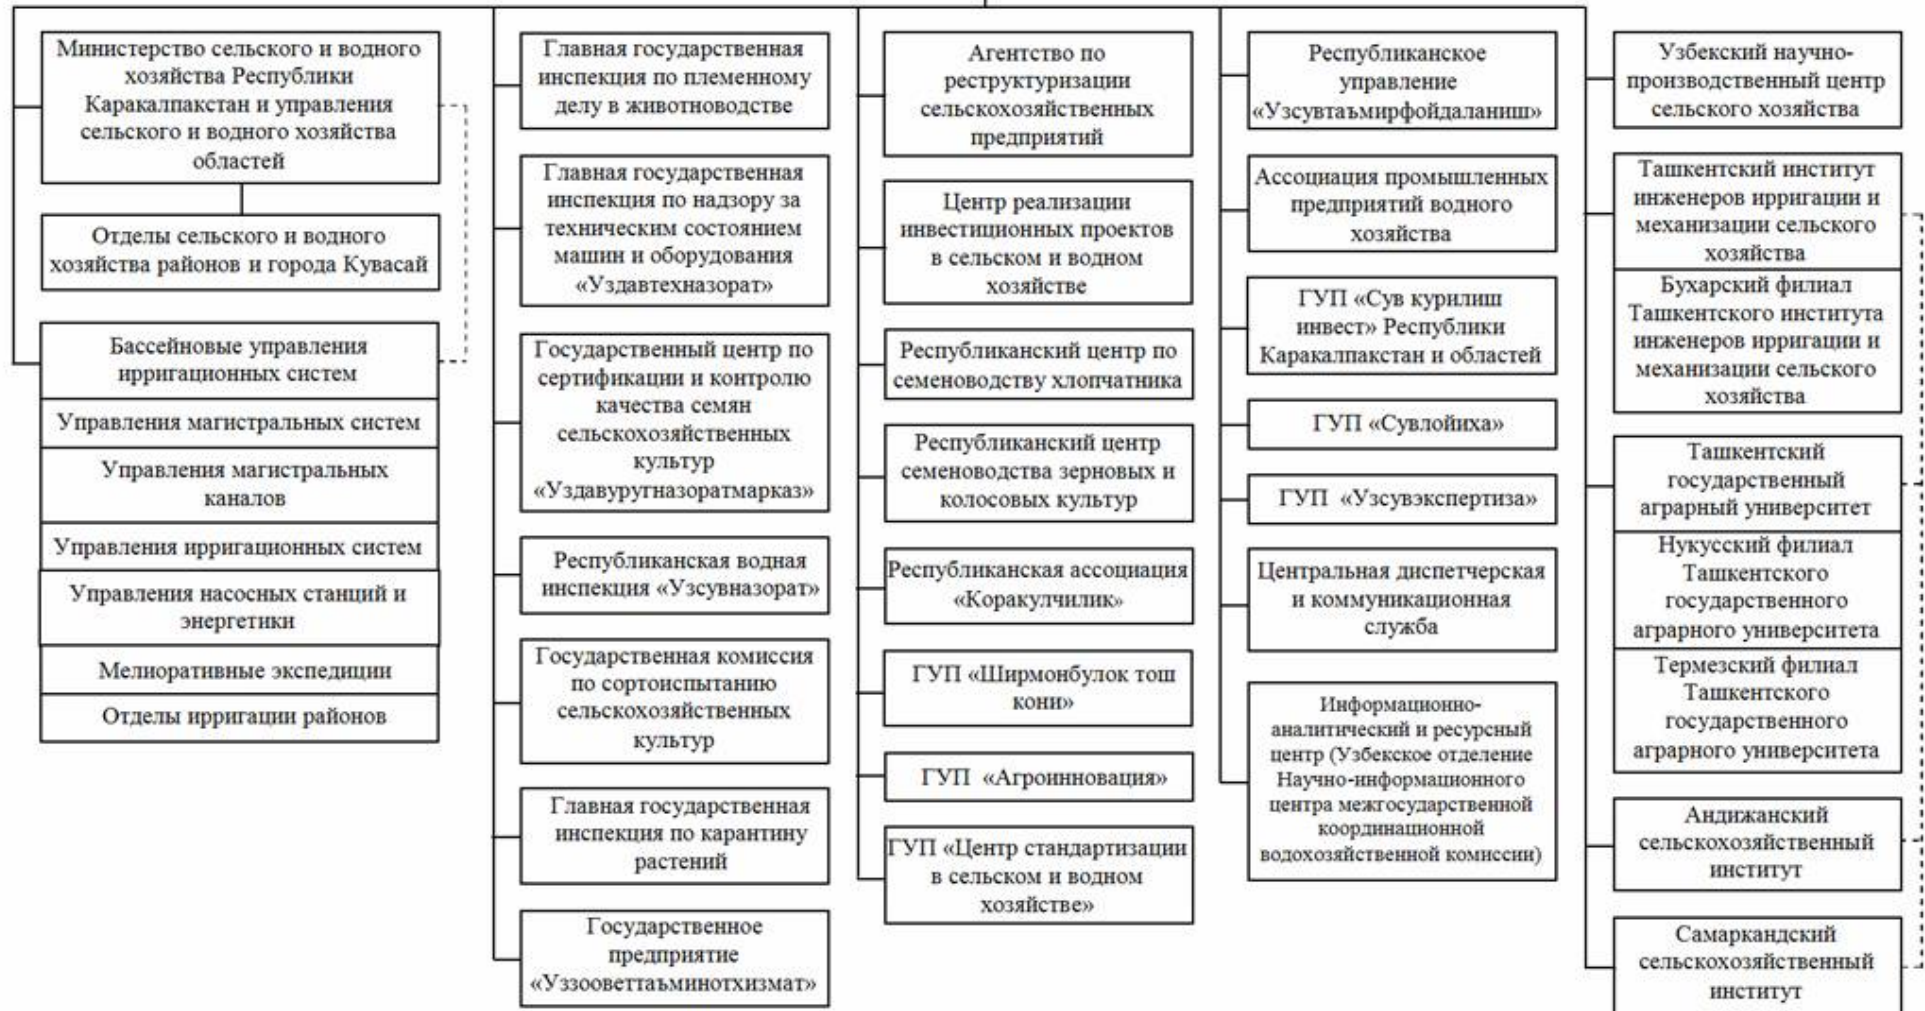 Министерство сельского и водного
хозяйства Республики
Каракалпакстан и управления
сельского и водного хозяйства
областей
Отделы сельского и водного
хозяйства районов и города Кувасай
Бассейновые управления
ирригационных систем
Управления магистральных систем
Управления магистральных
каналов
Управления ирригационных систем
Управления насосных станций и
энергетики
Мелиоративные экспедиции
Отделы ирригации районов
Главная государственная
инспекция по племенному
делу в животноводстве
Главная государственная
инспекция по надзору за
техническим состоянием
машин и оборудования
«Уздавтехназорат»
Государственный центр по
сертификации и контролю
качества семян
сельскохозяйственных
культур
«Уздавуругназоратмарказ»
Республиканская водная
инспекция «Узсувназорат»
Государственная комиссия
по сортоиспытанию
сельскохозяйственных
культур
Главная государственная
инспекция по карантину
растений
Государственное
предприятие
«Уззооветтаъминотхизмат»
Агентство по
реструктуризации
сельскохозяйственных
предприятий
Центр реализации
инвестиционных проектов
в сельском и водном
хозяйстве
Республиканский центр по
семеноводству хлопчатника
Республиканский центр
семеноводства зерновых и
колосовых культур
Республиканская ассоциация
«Коракулчилик»
ГУП «Ширмонбулок тош
кони»
ГУП «Агроинновация»
ГУП «Центр стандартизации
в сельском и водном
хозяйстве»
Республиканское
управление
«Узсувтаъмирфойдаланиш»
Ассоциация промышленных
предприятий водного
хозяйства
ГУП «Сув курилиш
инвест» Республики
Каракалпакстан и областей
ГУП «Сувлойиха»
ГУП «Узсувэкспертиза»
Центральная диспетчерская
и коммуникационная
служба
Информационно-
аналитический и ресурсный
центр (Узбекское отделение
Научно-информационного
центра межгосударственной
координационной
водохозяйственной комиссии)
Узбекский научно-
производственный центр
сельского хозяйства
Ташкентский институт
инженеров ирригации и
механизации сельского
хозяйства
Бухарский филиал
Ташкентского института
инженеров ирригации и
механизации сельского
хозяйства
Ташкентский
государственный
аграрный университет
Нукусский филиал
Ташкентского
государственного
аграрного университета
Термезский филиал
Ташкентского
государственного
аграрного университета
Андижанский
сельскохозяйственный
институт
Самаркандский
сельскохозяйственный
институт